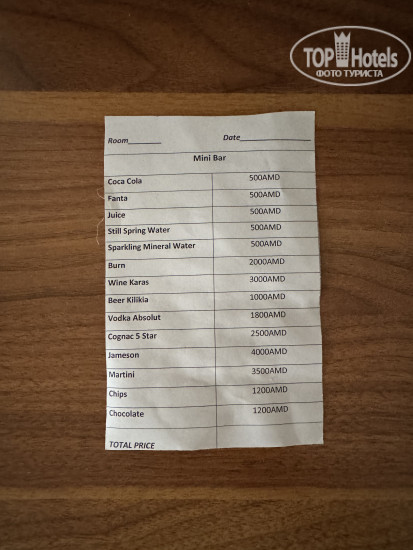 TOP Hotels
ФОТО ТУРИСТА
Room_______ Date________________
Mini Bar
Coca Cola 500AMD
Fanta 500AMD
Juice 500AMD
Still Spring Water 500AMD
Sparkling Mineral Water 500AMD
Burn 2000AMD
Wine Karas 3000AMD
Beer Kilikia 1000AMD
Vodka Absolut 1800AMD
Cognac 5 Star 2500AMD
Jameson 4000AMD
Martini 3500AMD
Chips 1200AMD
Chocolate 1200AMD
TOTAL PRICE